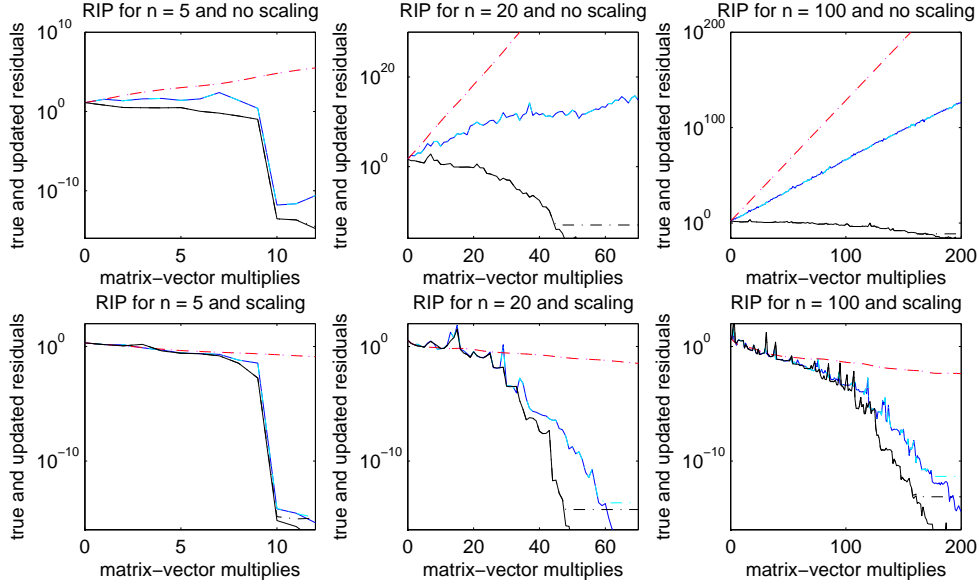 RIP for n = 5 and no scaling
RIP for n = 20 and no scaling
RIP for n = 100 and no scaling
true and updated residuals
10^10
10^0
10^−10
0 5 10
matrix−vector multiplies
true and updated residuals
10^20
10^0
0 20 40 60
matrix−vector multiplies
true and updated residuals
10^200
10^100
10^0
0 100 200
matrix−vector multiplies
RIP for n = 5 and scaling
RIP for n = 20 and scaling
RIP for n = 100 and scaling
true and updated residuals
10^0
10^−10
0 5 10
matrix−vector multiplies
true and updated residuals
10^0
10^−10
0 20 40 60
matrix−vector multiplies
true and updated residuals
10^0
10^−10
0 100 200
matrix−vector multiplies